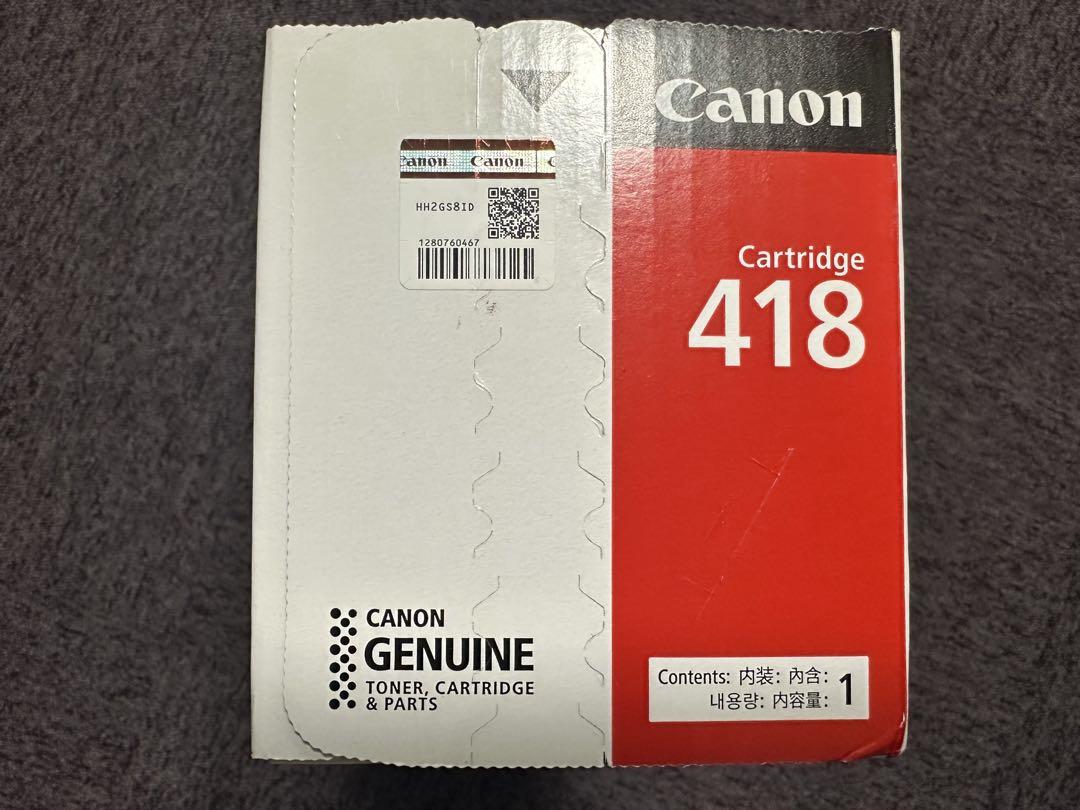 Canon
Canon Canon C
HH2GS8ID
1280760467
Cartridge
418
CANON
GENUINE
TONER, CARTRIDGE
& PARTS
Contents: 内装: 內含:
내용량: 内容量: 1